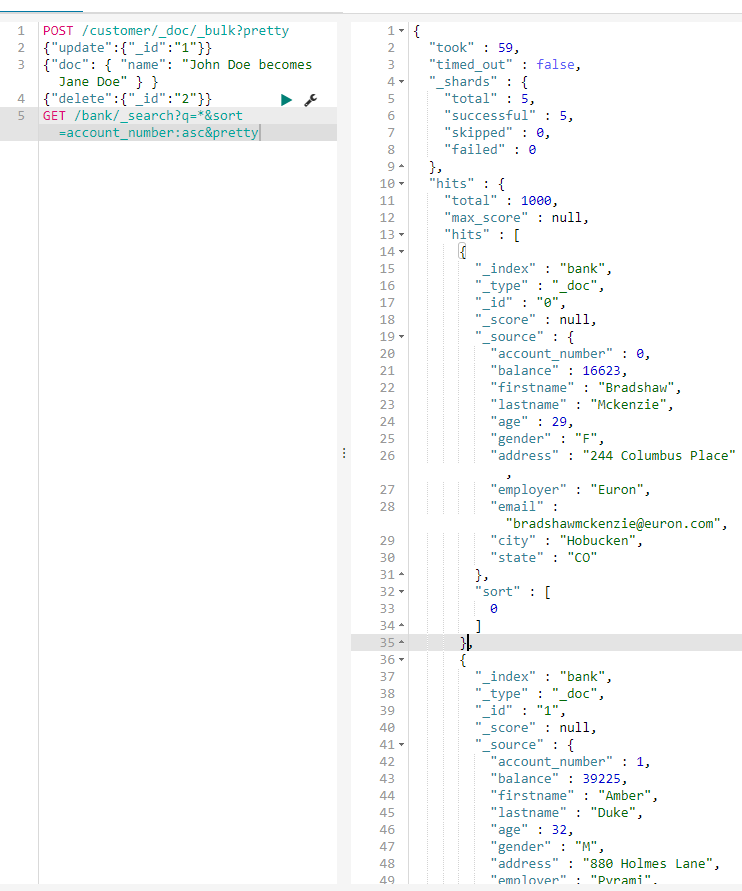 1 POST /customer/_doc/_bulk?pretty
2 {"update":{"_id":"1"}}
3 {"doc": { "name": "John Doe becomes
Jane Doe" } }
4 {"delete":{"_id":"2"}}
5 GET /bank/_search?q=*&sort
=account_number:asc&pretty
1 {
2 "took" : 59,
3 "timed_out" : false,
4 "_shards" : {
5 "total" : 5,
6 "successful" : 5,
7 "skipped" : 0,
8 "failed" : 0
9 },
10 "hits" : {
11 "total" : 1000,
12 "max_score" : null,
13 "hits" : [
14 {
15 "_index" : "bank",
16 "_type" : "_doc",
17 "_id" : "0",
18 "_score" : null,
19 "_source" : {
20 "account_number" : 0,
21 "balance" : 16623,
22 "firstname" : "Bradshaw",
23 "lastname" : "Mckenzie",
24 "age" : 29,
25 "gender" : "F",
26 "address" : "244 Columbus Place"
,
27 "employer" : "Euron",
28 "email" :
"bradshawmckenzie@euron.com",
29 "city" : "Hobucken",
30 "state" : "CO"
31 },
32 "sort" : [
33 0
34 ]
35 },
36 {
37 "_index" : "bank",
38 "_type" : "_doc",
39 "_id" : "1",
40 "_score" : null,
41 "_source" : {
42 "account_number" : 1,
43 "balance" : 39225,
44 "firstname" : "Amber",
45 "lastname" : "Duke",
46 "age" : 32,
47 "gender" : "M",
48 "address" : "880 Holmes Lane",
49 "employer" : "Pyrami",